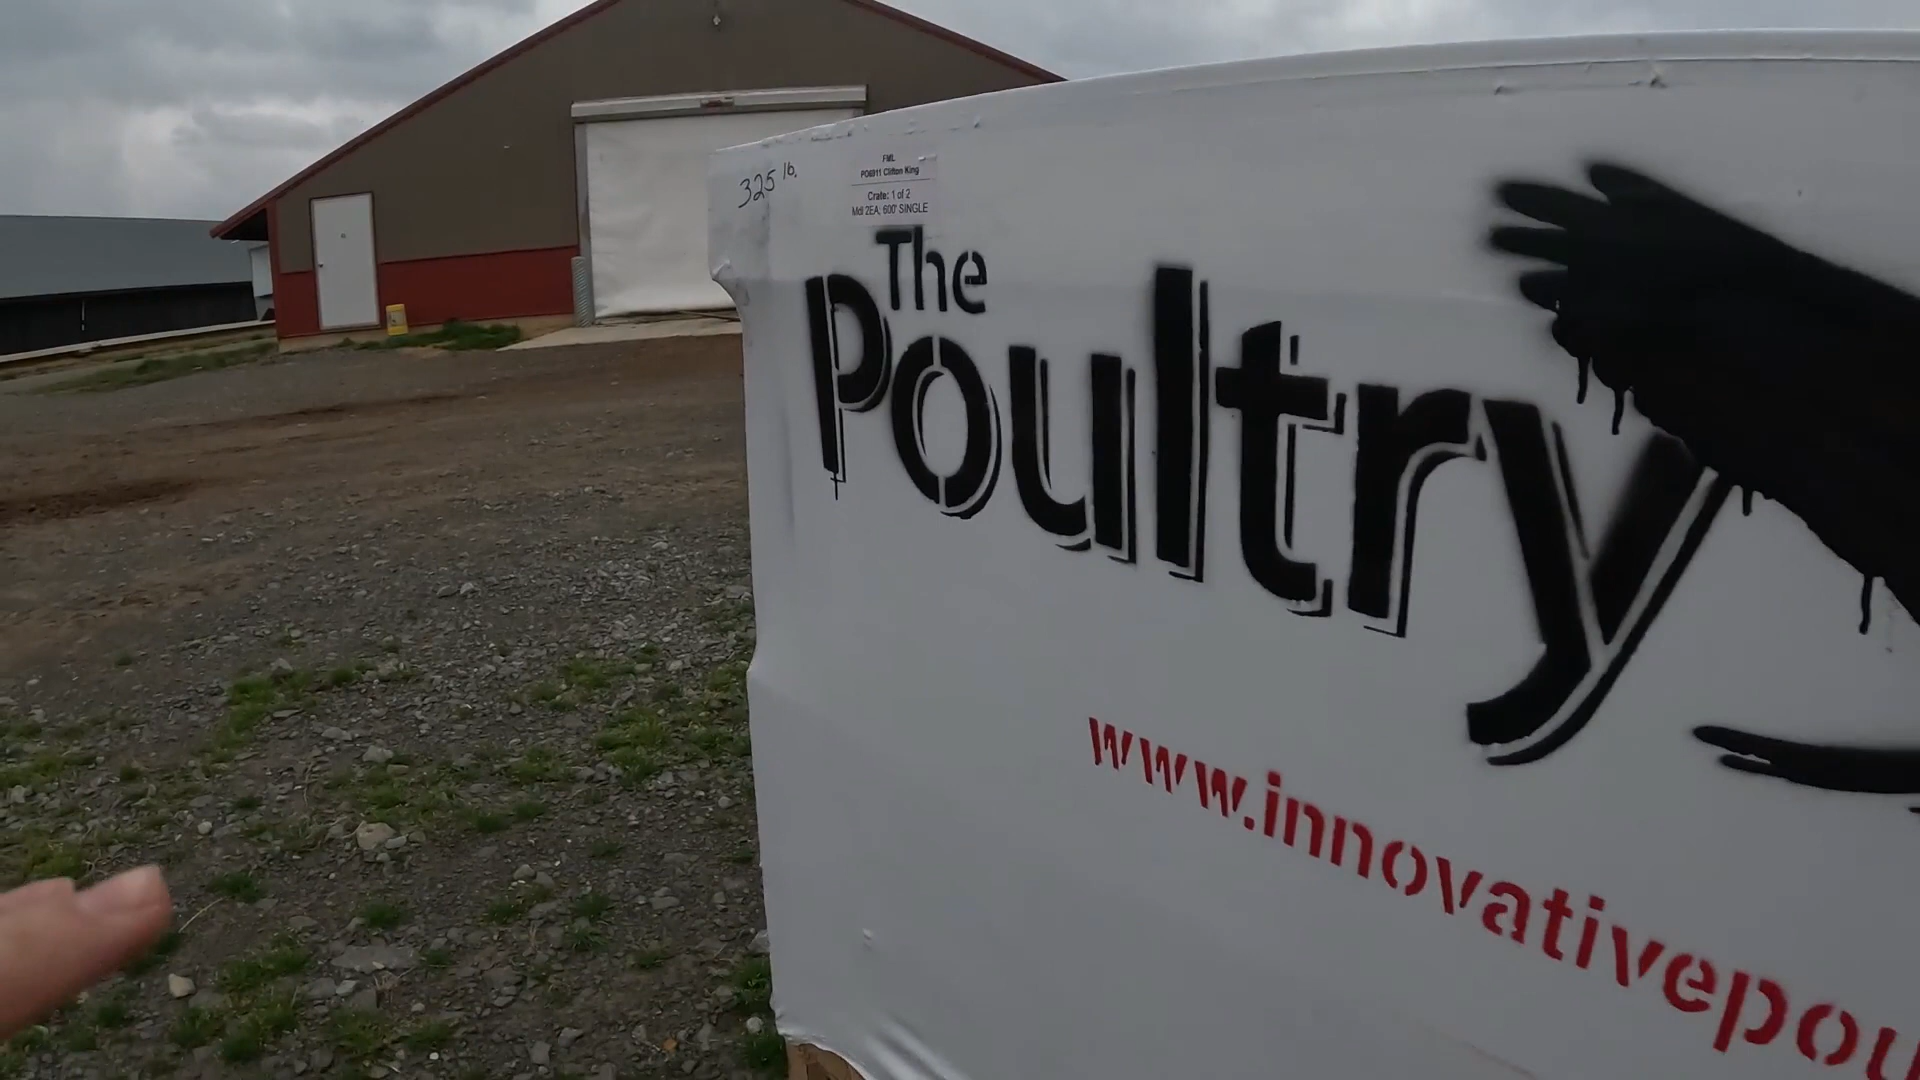 325 lb.
FML
PO6911 Clifton King
Crate: 1 of 2
Mdl 2EA; 600' SINGLE
The
Poultry
www.innovativepou